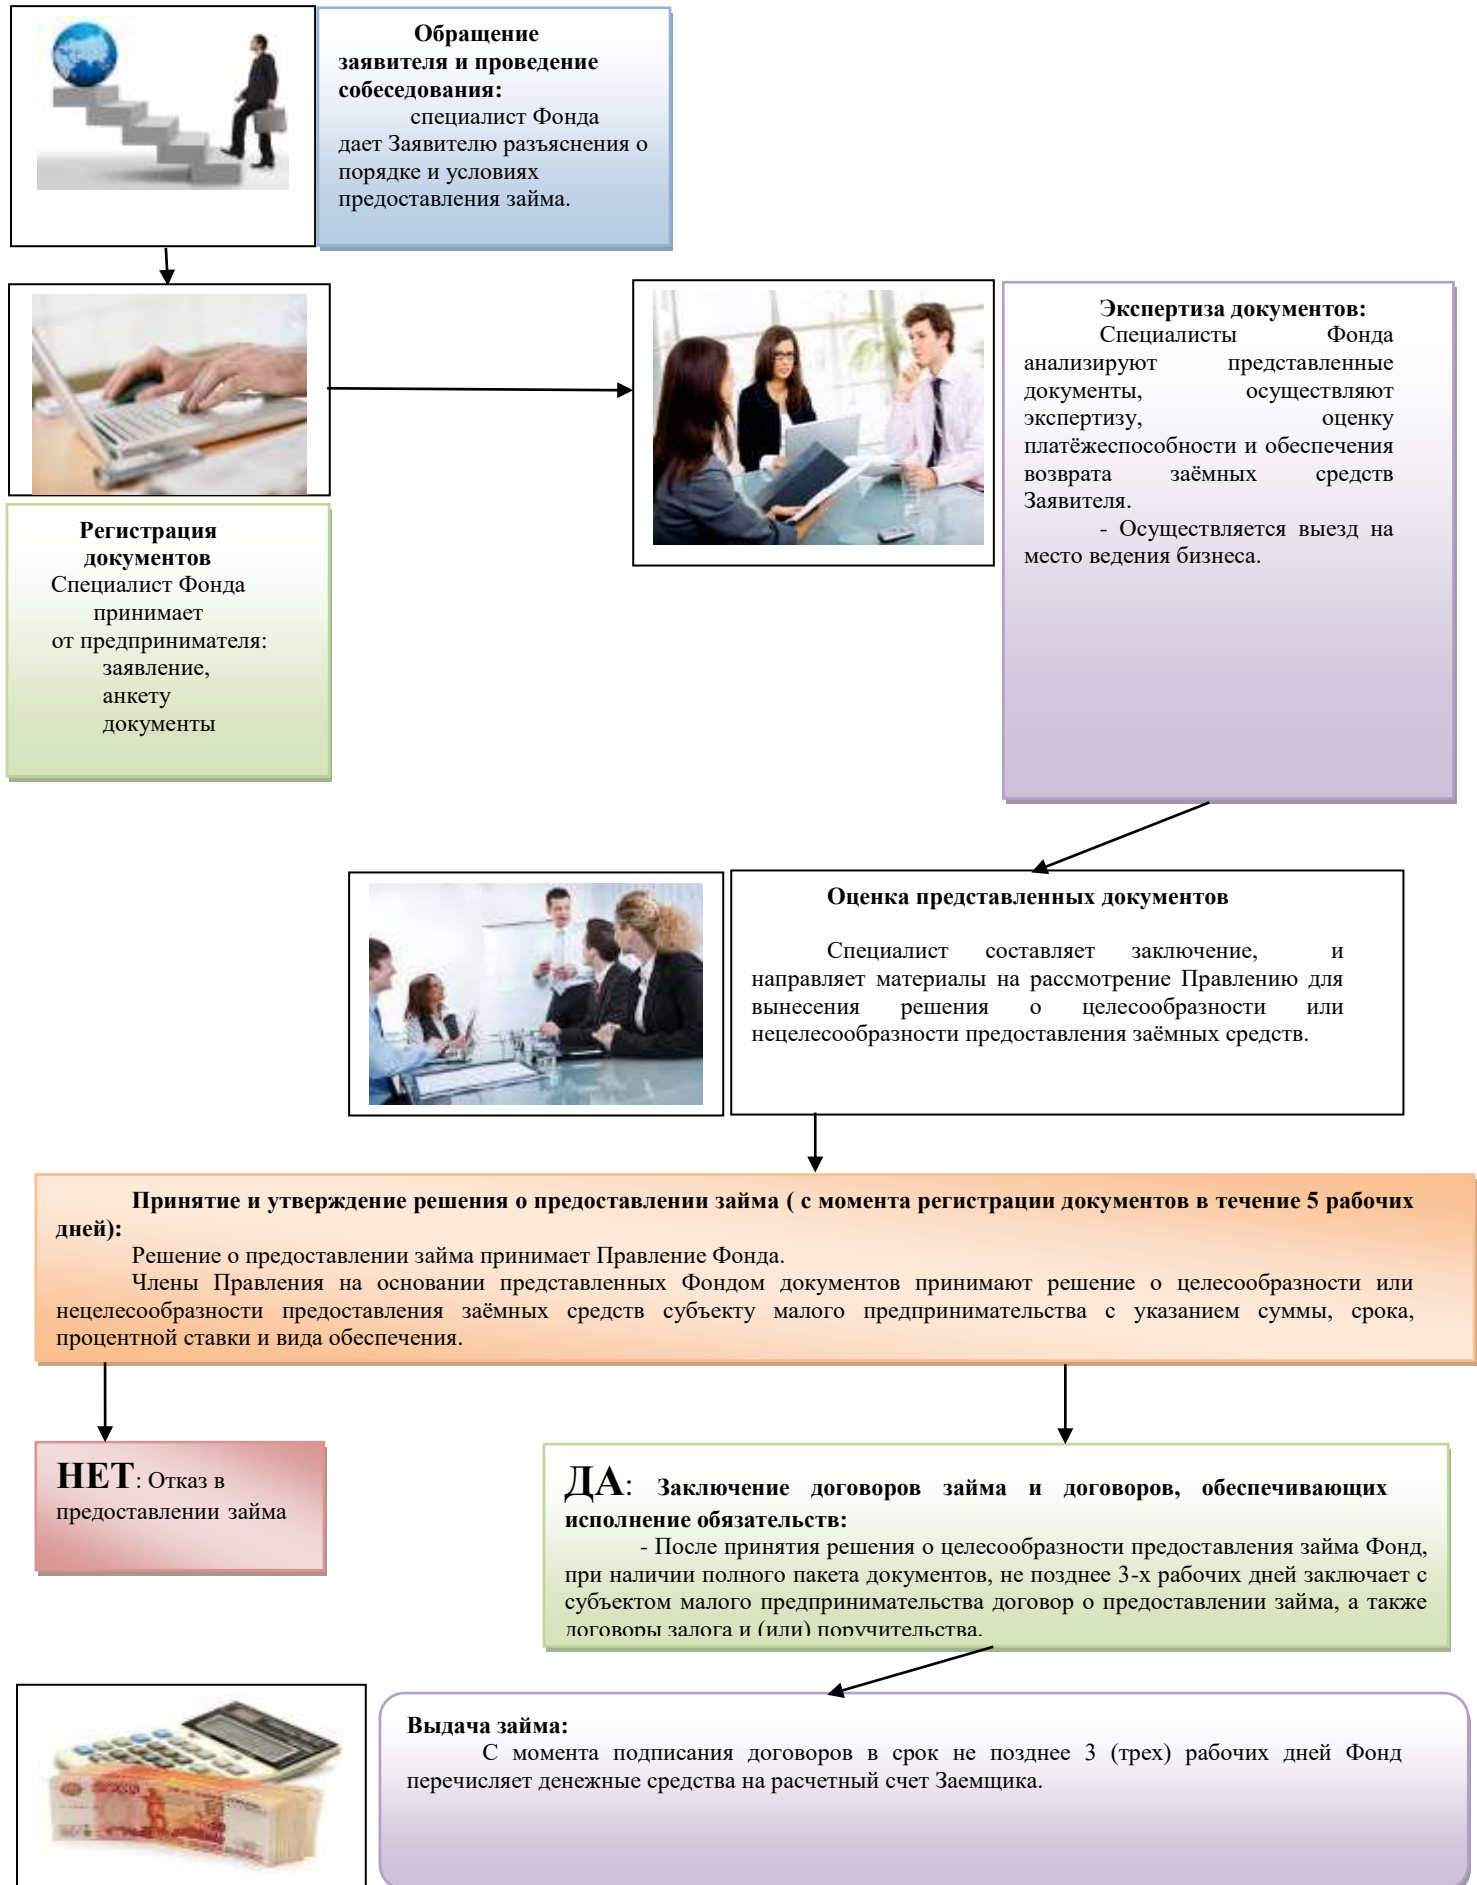 Обращение
заявителя и проведение
собеседования:
специалист Фонда
дает Заявителю разъяснения о
порядке и условиях
предоставления займа.
Регистрация
документов
Специалист Фонда
принимает
от предпринимателя:
заявление,
анкету
документы
Экспертиза документов:
Специалисты Фонда
анализируют представленные
документы, осуществляют
экспертизу, оценку
платёжеспособности и обеспечения
возврата заёмных средств
Заявителя.
- Осуществляется выезд на
место ведения бизнеса.
Оценка представленных документов
Специалист составляет заключение, и
направляет материалы на рассмотрение Правлению для
вынесения решения о целесообразности или
нецелесообразности предоставления заёмных средств.
Принятие и утверждение решения о предоставлении займа ( с момента регистрации документов в течение 5 рабочих
дней):
Решение о предоставлении займа принимает Правление Фонда.
Члены Правления на основании представленных Фондом документов принимают решение о целесообразности или
нецелесообразности предоставления заёмных средств субъекту малого предпринимательства с указанием суммы, срока,
процентной ставки и вида обеспечения.
НЕТ: Отказ в
предоставлении займа
ДА: Заключение договоров займа и договоров, обеспечивающих
исполнение обязательств:
- После принятия решения о целесообразности предоставления займа Фонд,
при наличии полного пакета документов, не позднее 3-х рабочих дней заключает с
субъектом малого предпринимательства договор о предоставлении займа, а также
договоры залога и (или) поручительства.
Выдача займа:
С момента подписания договоров в срок не позднее 3 (трех) рабочих дней Фонд
перечисляет денежные средства на расчетный счет Заемщика.